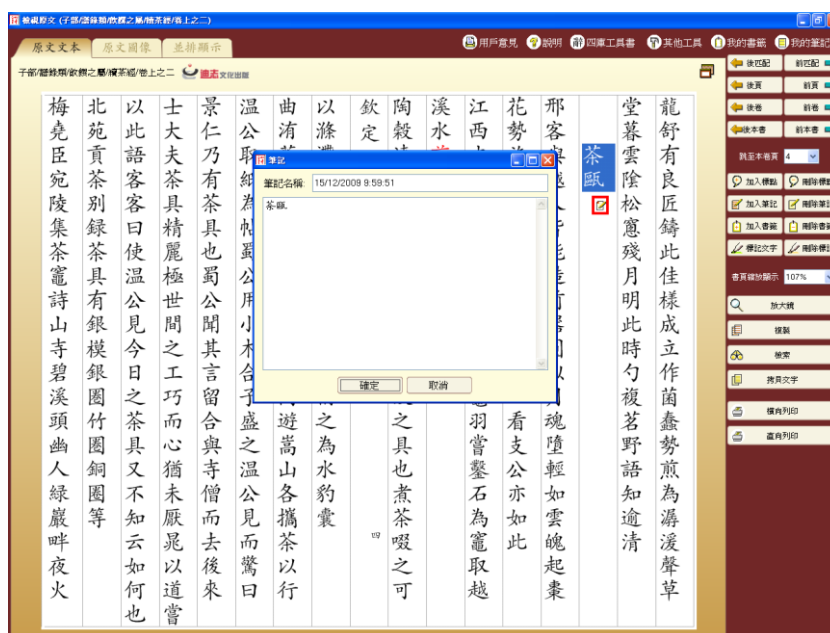 檢視原文 (子部/譜錄類/飲饌之屬/續茶經/卷上之二)
原文文本 原文圖像 並排顯示
用戶意見 說明 四庫工具書 其他工具 我的書籤 我的筆記
子部/譜錄類/飲饌之屬/續茶經/卷上之二 迪志文化出版
龍舒有良匠鑄此佳樣成立作菌蠢勢煎為潺湲聲草
堂暮雲陰松窻殘月明此時勺複茗野語知逾清
茶甌
邢客與 魂墮輕如雲魄起棗
花勢 看支公亦如此
江西 羽嘗鑿石為竈取越
溪水
陶穀 之具也煮茶啜之可
欽定 四
以滌 之為水豹囊
曲洧 遊嵩山各攜茶以行
温公取紙為帖蜀公用小木合子盛之温公見而驚曰
景仁乃有茶具也蜀公聞其言留合與寺僧而去後來
士大夫茶具精麗極世間之工巧而心猶未厭晁以道嘗
以此語客客曰使温公見今日之茶具又不知云如何也
北苑貢茶别録茶具有銀模銀圈竹圈銅圈等
梅堯臣宛陵集茶竈詩山寺碧溪頭幽人緑巖畔夜火
筆記
筆記名稱: 15/12/2009 9:59:51
茶甌
確定 取消
後匹配 前匹配
後頁 前頁
後卷 前卷
後本書 前本書
跳至本卷頁 4
加入標點 刪除標點
加入筆記 刪除筆記
加入書籤 刪除書籤
標記文字 刪除標記
書頁縮放顯示 107%
放大鏡
複製
檢索
拷貝文字
橫向列印
直向列印